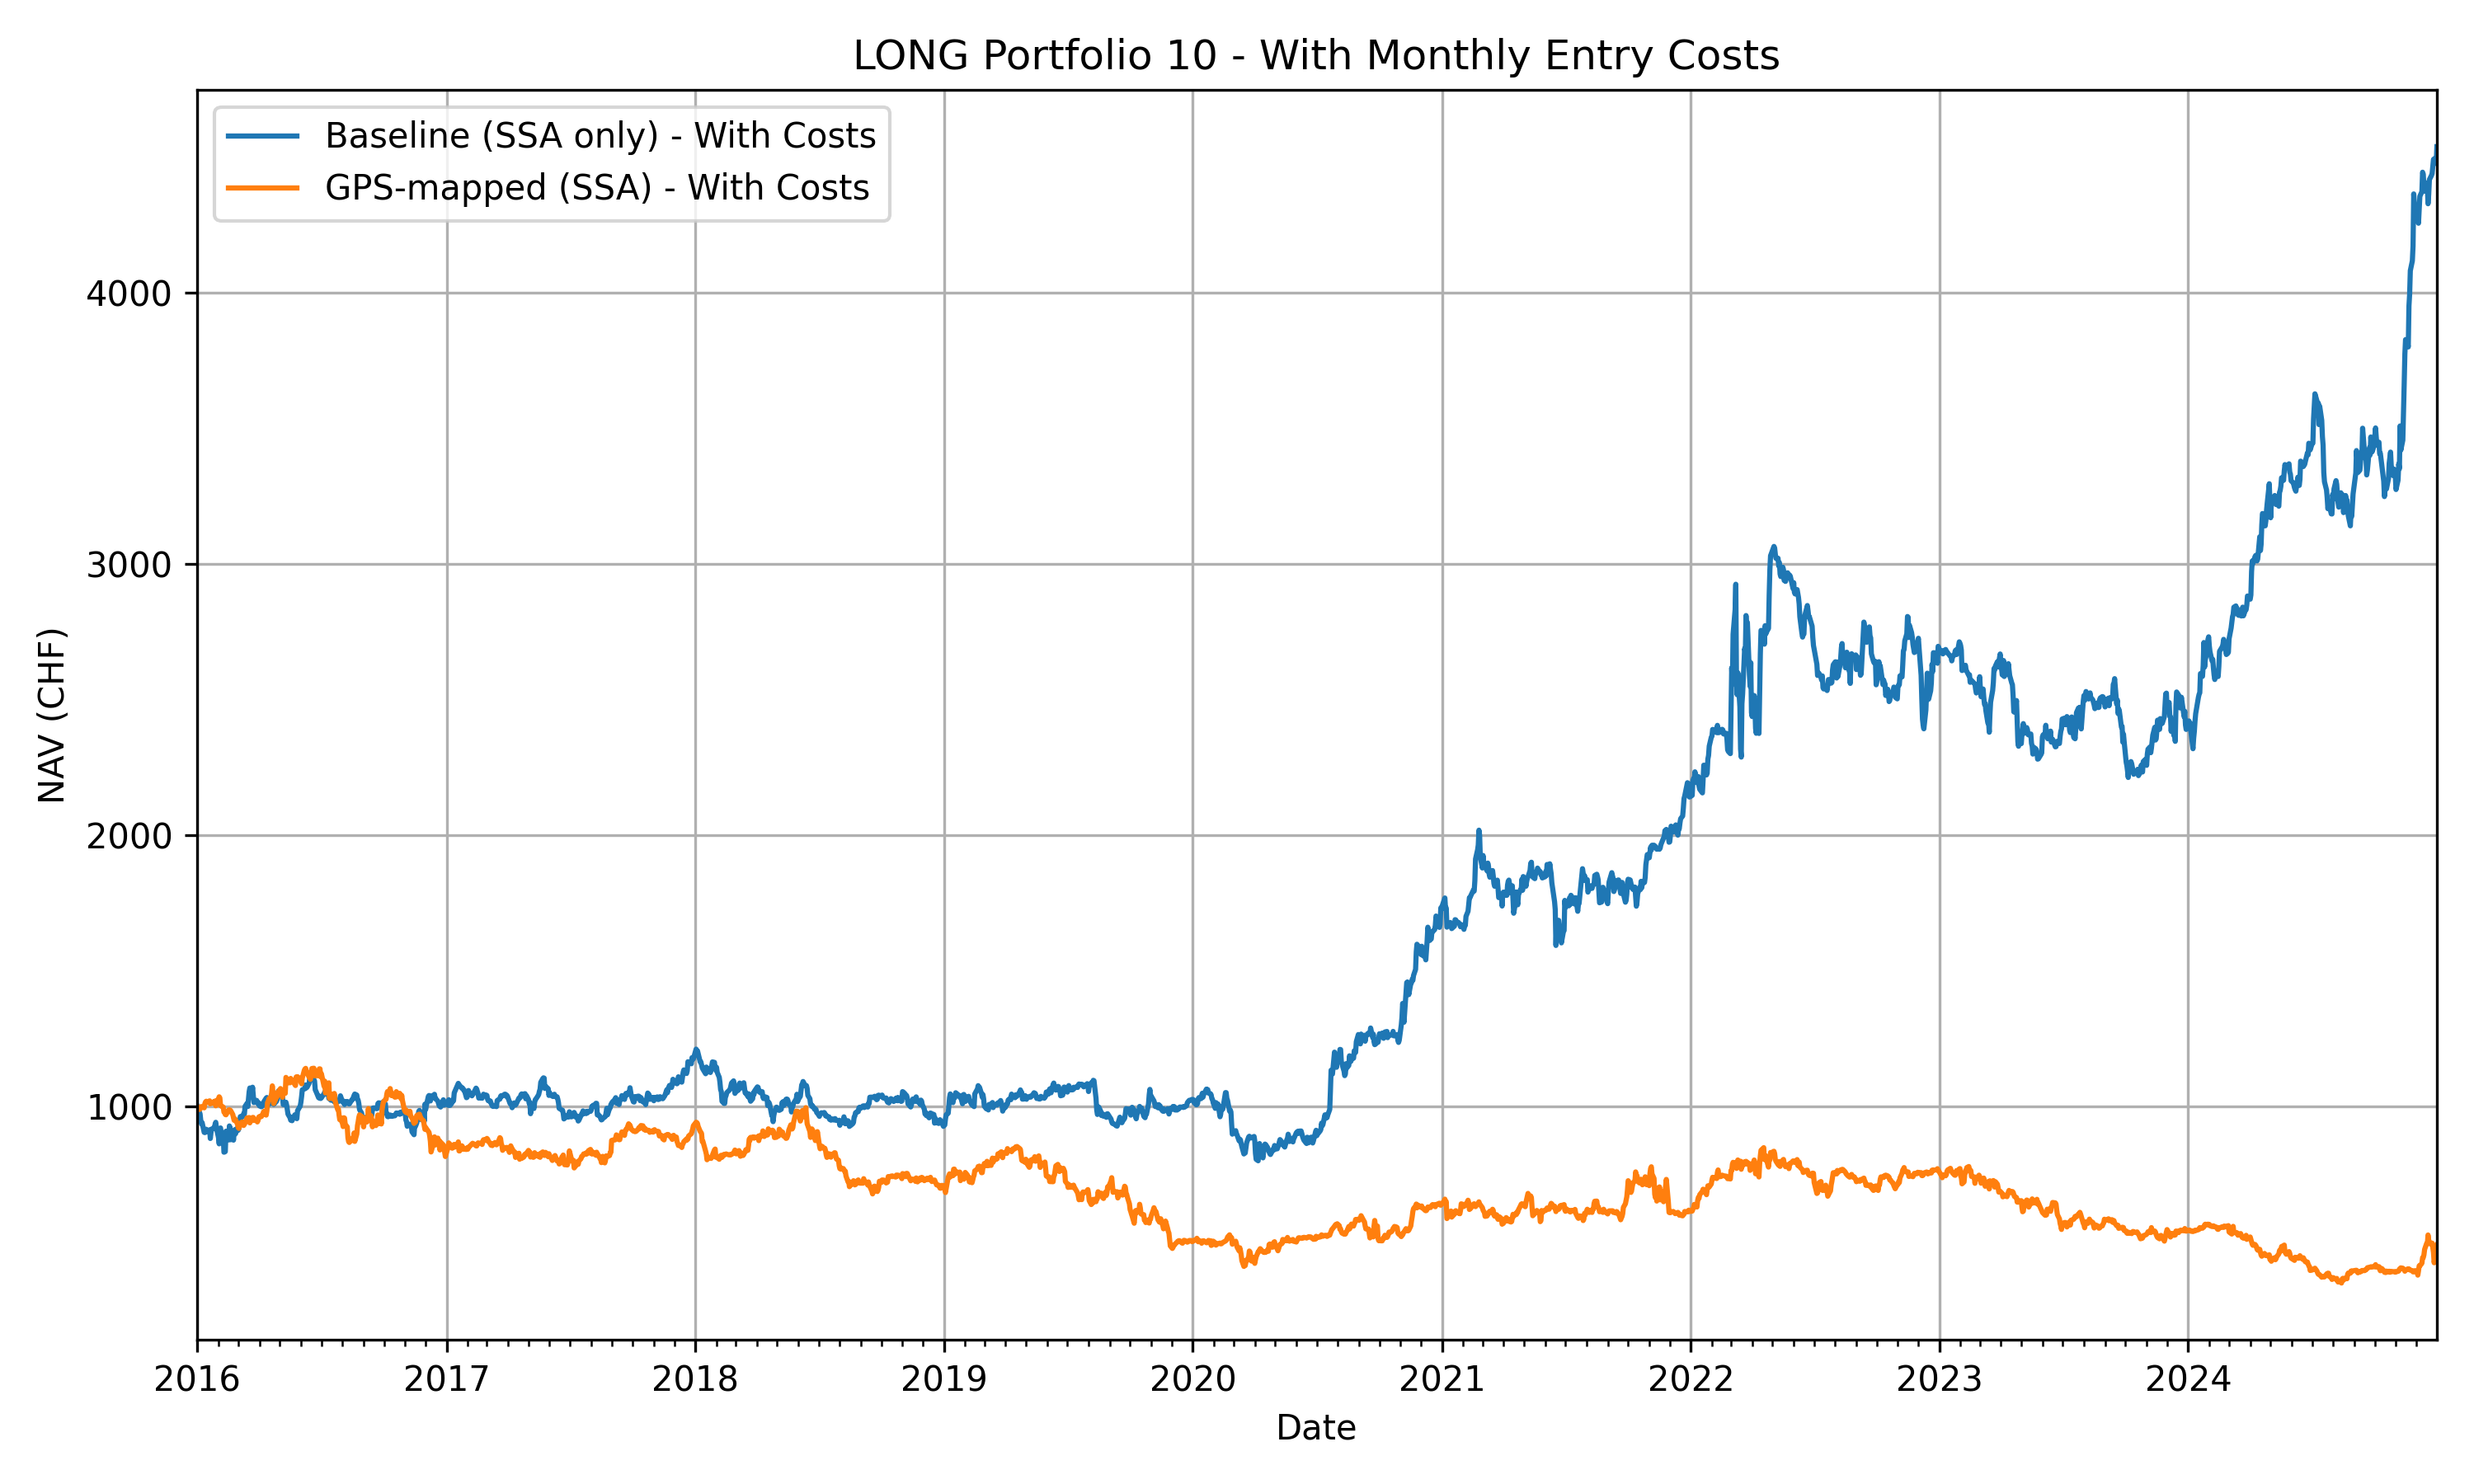 LONG Portfolio 10 - With Monthly Entry Costs
Baseline (SSA only) - With Costs
GPS-mapped (SSA) - With Costs
NAV (CHF)
4000
3000
2000
1000
2016 2017 2018 2019 2020 2021 2022 2023 2024
Date